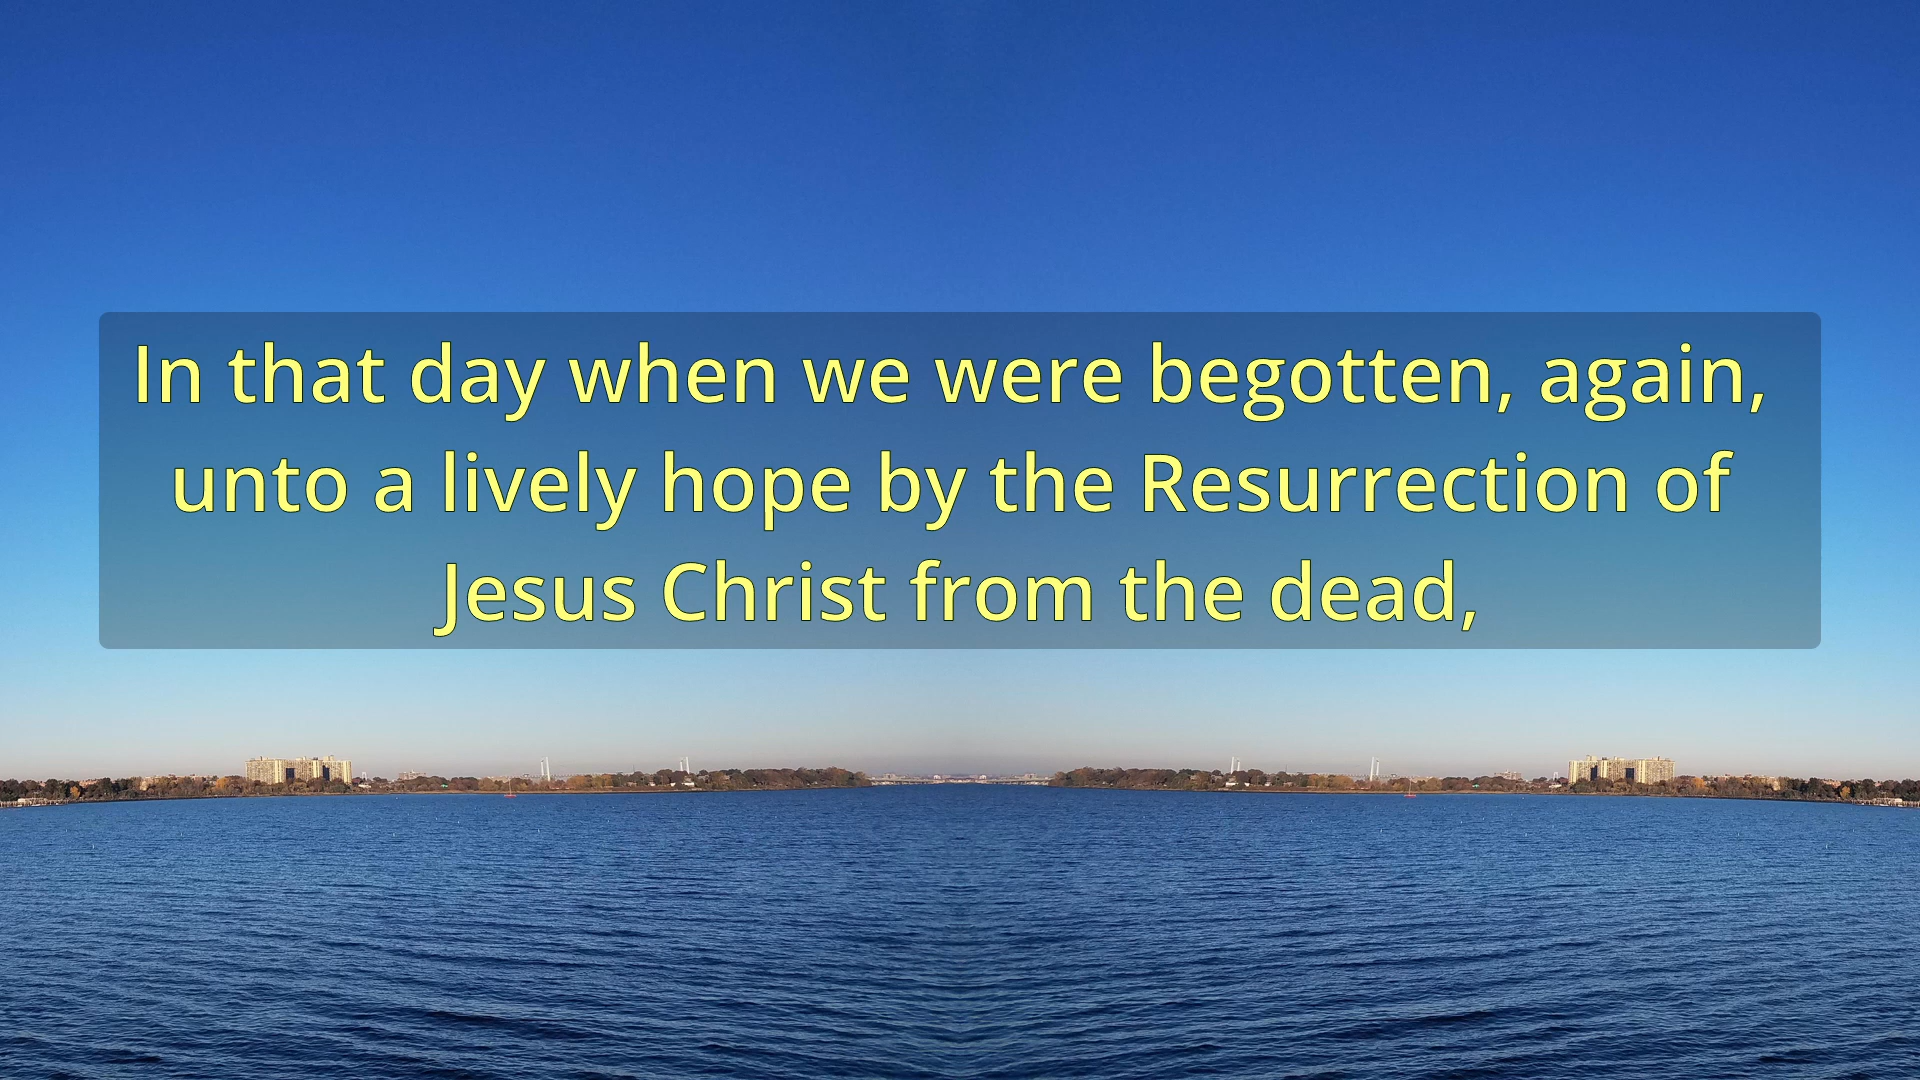 In that day when we were begotten, again,
unto a lively hope by the Resurrection of
Jesus Christ from the dead,